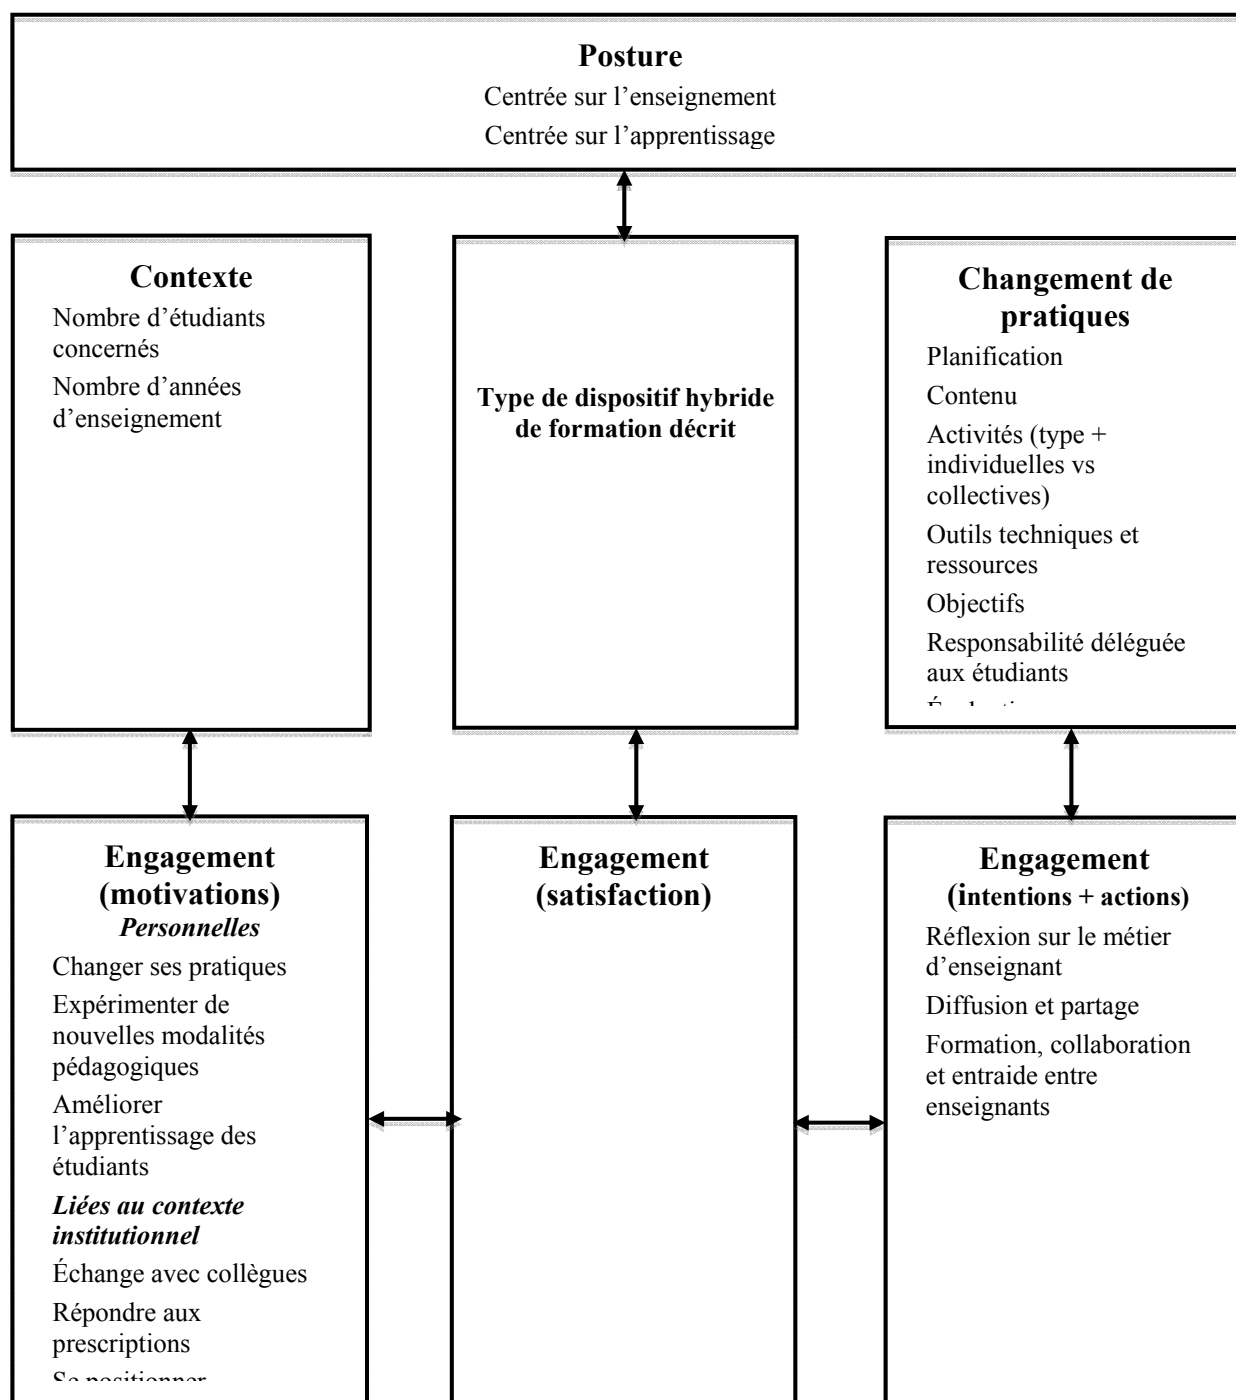 Posture
Centrée sur l’enseignement
Centrée sur l’apprentissage
Contexte
Nombre d’étudiants
concernés
Nombre d’années
d’enseignement
Type de dispositif hybride
de formation décrit
Changement de
pratiques
Planification
Contenu
Activités (type +
individuelles vs
collectives)
Outils techniques et
ressources
Objectifs
Responsabilité déléguée
aux étudiants
Engagement
(motivations)
Personnelles
Changer ses pratiques
Expérimenter de
nouvelles modalités
pédagogiques
Améliorer
l’apprentissage des
étudiants
Liées au contexte
institutionnel
Échange avec collègues
Répondre aux
prescriptions
Se positionner
Engagement
(satisfaction)
Engagement
(intentions + actions)
Réflexion sur le métier
d’enseignant
Diffusion et partage
Formation, collaboration
et entraide entre
enseignants